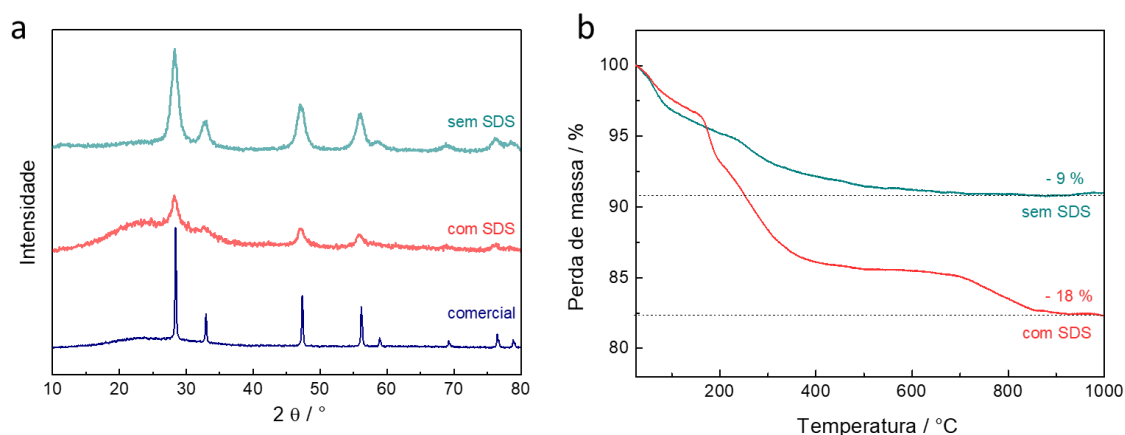 a
sem SDS
com SDS
comercial
Intensidade
10 20 30 40 50 60 70 80
2 θ / °
b
100
95
90
85
80
- 9 %
sem SDS
- 18 %
com SDS
Perda de massa / %
200 400 600 800 1000
Temperatura / °C